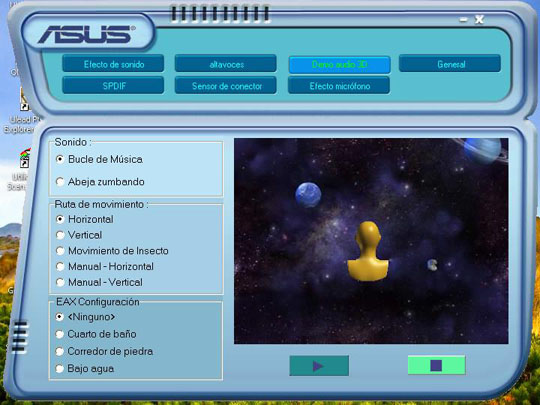 ASUS
Efecto de sonido
altavoces
Demo audio 3D
General
SPDIF
Sensor de conector
Efecto micrófono
Sonido :
Bucle de Música
Abeja zumbando
Ruta de movimiento :
Horizontal
Vertical
Movimiento de Insecto
Manual - Horizontal
Manual - Vertical
EAX Configuración
<Ninguno>
Cuarto de baño
Corredor de piedra
Bajo agua